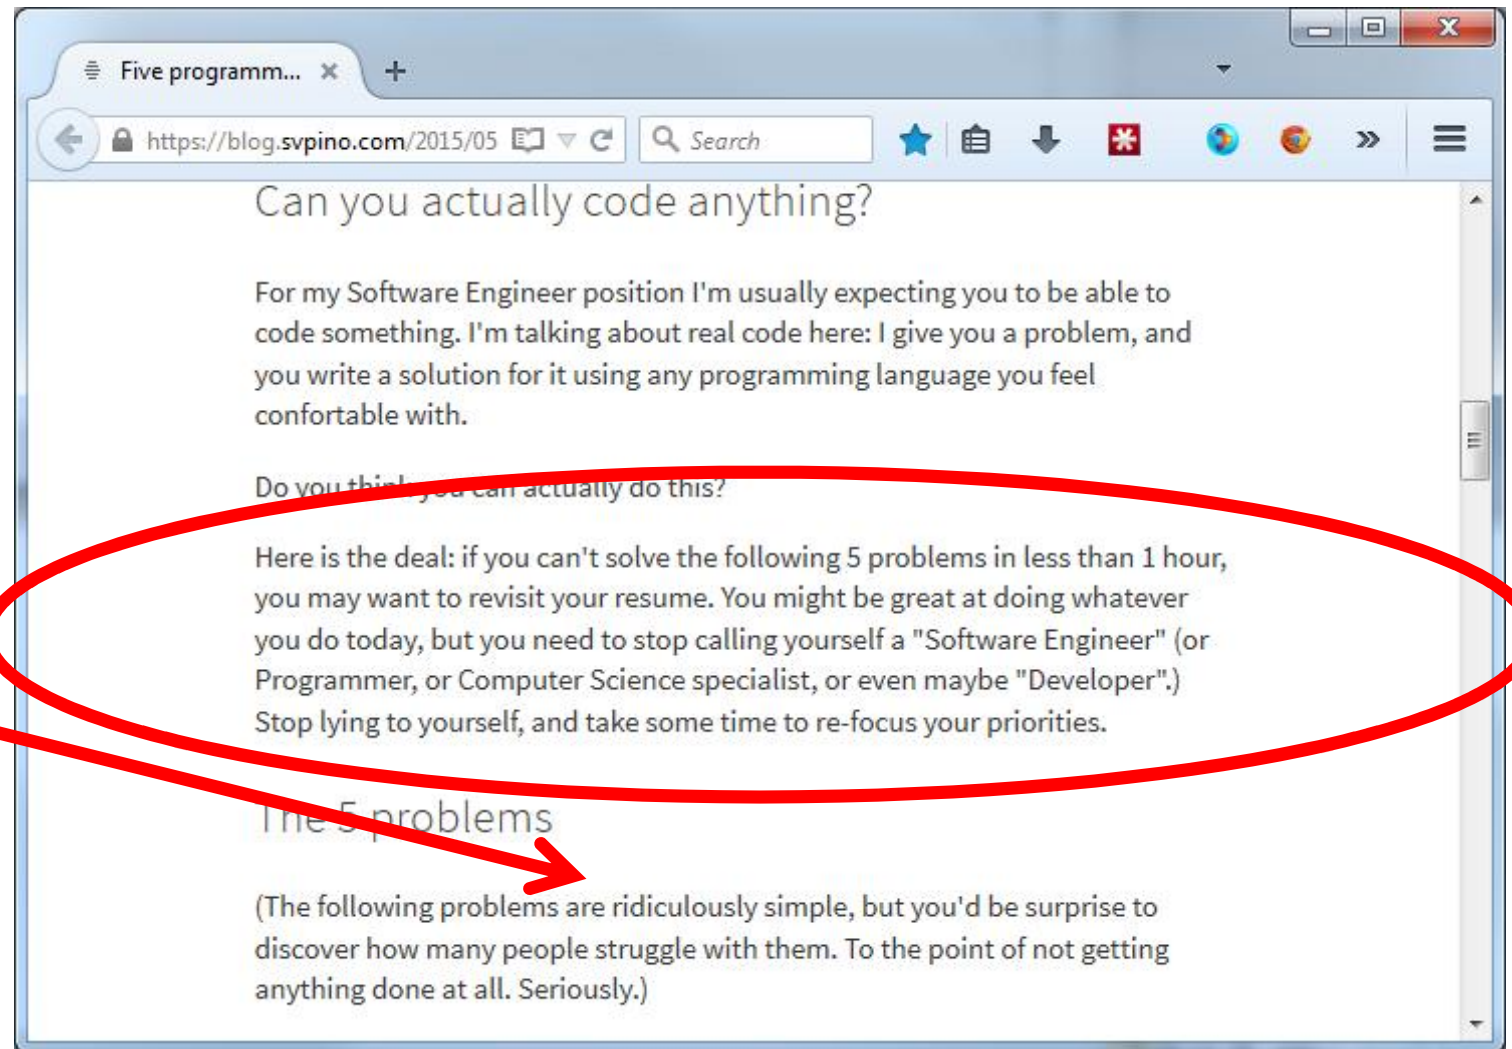 Five programm...
https://blog.svpino.com/2015/05
Search
Can you actually code anything?
For my Software Engineer position I'm usually expecting you to be able to
code something. I'm talking about real code here: I give you a problem, and
you write a solution for it using any programming language you feel
confortable with.
Do you think you can actually do this?
Here is the deal: if you can't solve the following 5 problems in less than 1 hour,
you may want to revisit your resume. You might be great at doing whatever
you do today, but you need to stop calling yourself a "Software Engineer" (or
Programmer, or Computer Science specialist, or even maybe "Developer".)
Stop lying to yourself, and take some time to re-focus your priorities.
The 5 problems
(The following problems are ridiculously simple, but you'd be surprise to
discover how many people struggle with them. To the point of not getting
anything done at all. Seriously.)